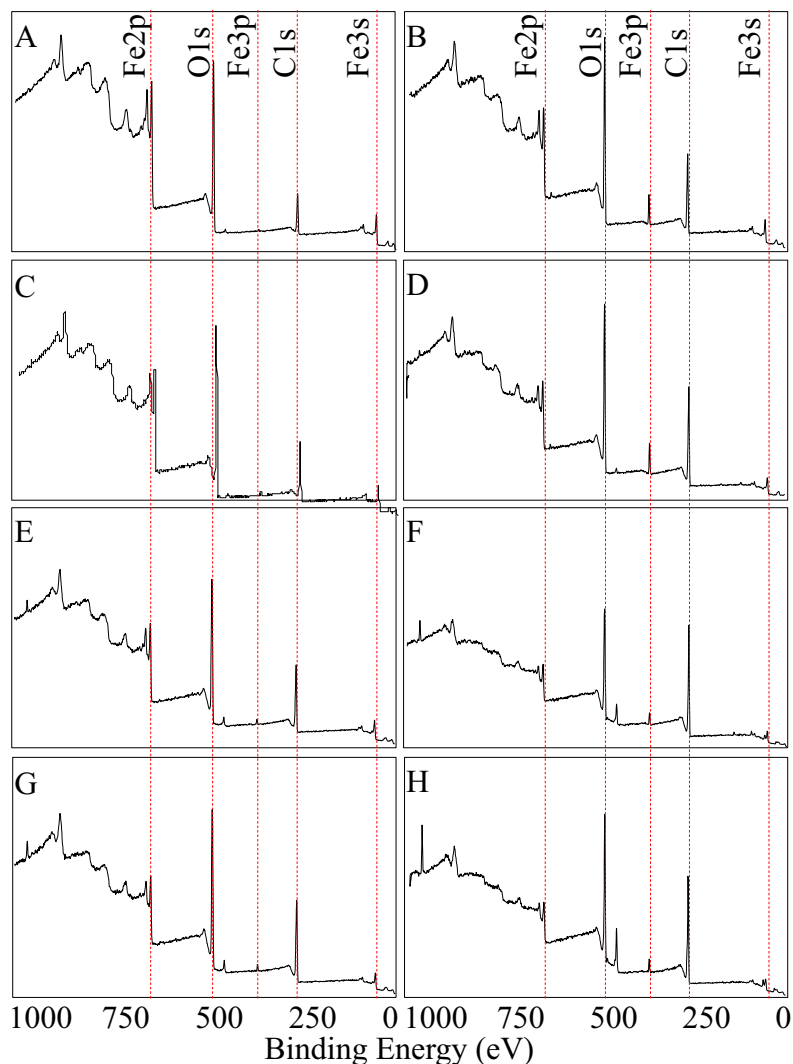 A
Fe2p
O1s
Fe3p
C1s
Fe3s
B
Fe2p
O1s
Fe3p
C1s
Fe3s
C
D
E
F
G
H
1000 750 500 250 0 1000 750 500 250 0
Binding Energy (eV)